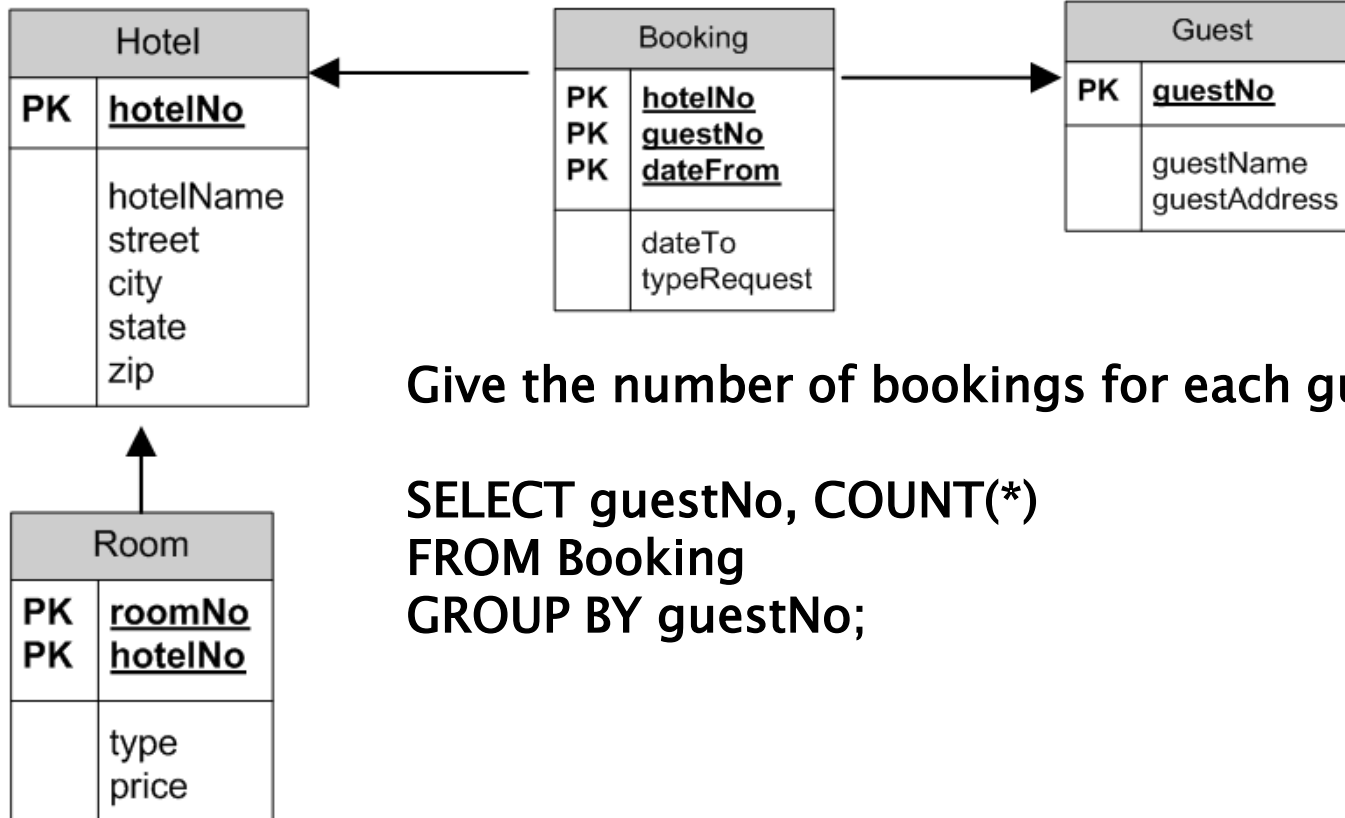 Hotel
PK hotelNo
hotelName
street
city
state
zip
Booking
PK hotelNo
PK guestNo
PK dateFrom
dateTo
typeRequest
Guest
PK guestNo
guestName
guestAddress
Give the number of bookings for each
SELECT guestNo, COUNT(*)
FROM Booking
GROUP BY guestNo;
Room
PK roomNo
PK hotelNo
type
price